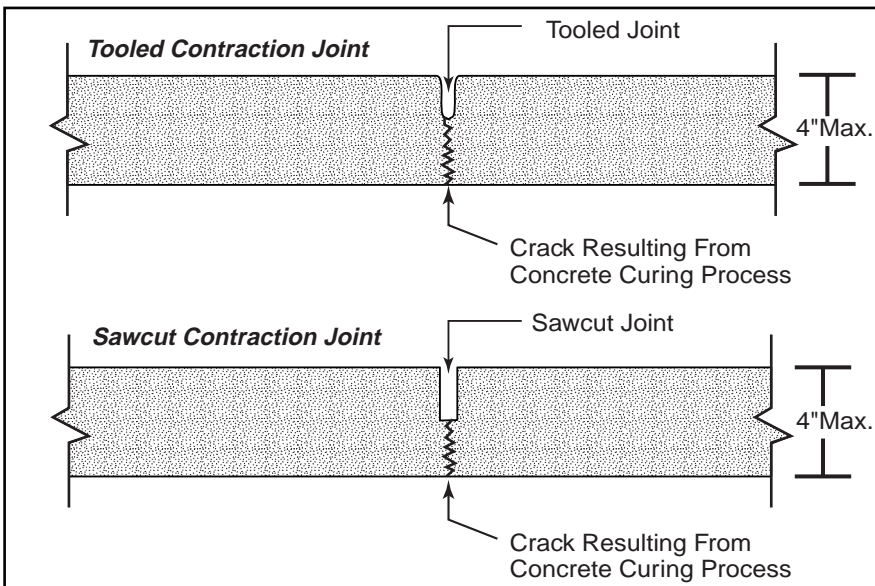 Tooled Contraction Joint
Tooled Joint
4"Max.
Crack Resulting From
Concrete Curing Process
Sawcut Contraction Joint
Sawcut Joint
4"Max.
Crack Resulting From
Concrete Curing Process